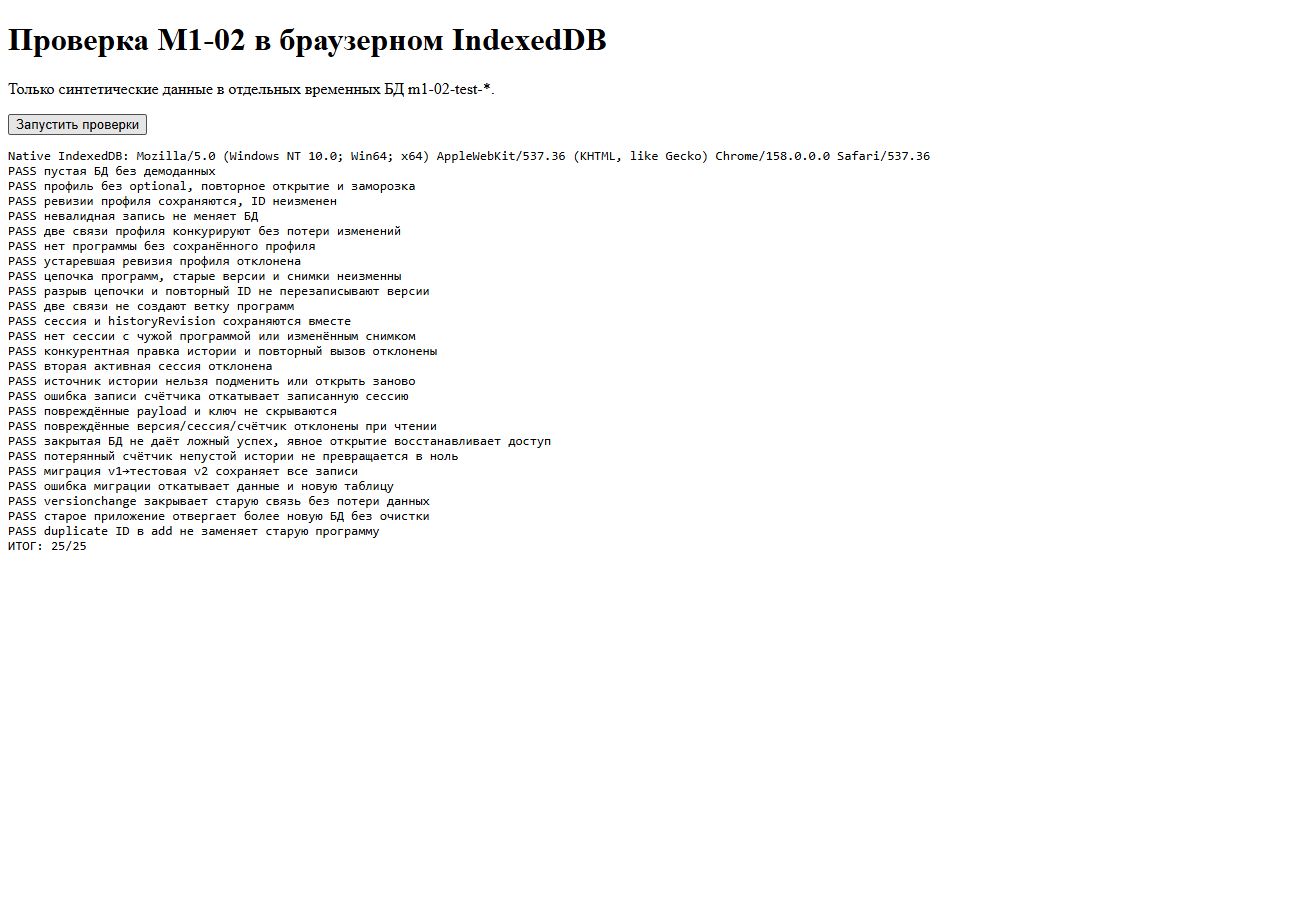 Проверка M1-02 в браузерном IndexedDB
Только синтетические данные в отдельных временных БД m1-02-test-*.
Запустить проверки
Native IndexedDB: Mozilla/5.0 (Windows NT 10.0; Win64; x64) AppleWebKit/537.36 (KHTML, like Gecko) Chrome/158.0.0.0 Safari/537.36
PASS пустая БД без демоданных
PASS профиль без optional, повторное открытие и заморозка
PASS ревизии профиля сохраняются, ID неизменен
PASS невалидная запись не меняет БД
PASS две связи профиля конкурируют без потери изменений
PASS нет программы без сохранённого профиля
PASS устаревшая ревизия профиля отклонена
PASS цепочка программ, старые версии и снимки неизменны
PASS разрыв цепочки и повторный ID не перезаписывают версии
PASS две связи не создают ветку программ
PASS сессия и historyRevision сохраняются вместе
PASS нет сессии с чужой программой или изменённым снимком
PASS конкурентная правка истории и повторный вызов отклонены
PASS вторая активная сессия отклонена
PASS источник истории нельзя подменить или открыть заново
PASS ошибка записи счётчика откатывает записанную сессию
PASS повреждённые payload и ключ не скрываются
PASS повреждённые версия/сессия/счётчик отклонены при чтении
PASS закрытая БД не даёт ложный успех, явное открытие восстанавливает доступ
PASS потерянный счётчик непустой истории не превращается в ноль
PASS миграция v1→тестовая v2 сохраняет все записи
PASS ошибка миграции откатывает данные и новую таблицу
PASS versionchange закрывает старую связь без потери данных
PASS старое приложение отвергает более новую БД без очистки
PASS duplicate ID в add не заменяет старую программу
ИТОГ: 25/25